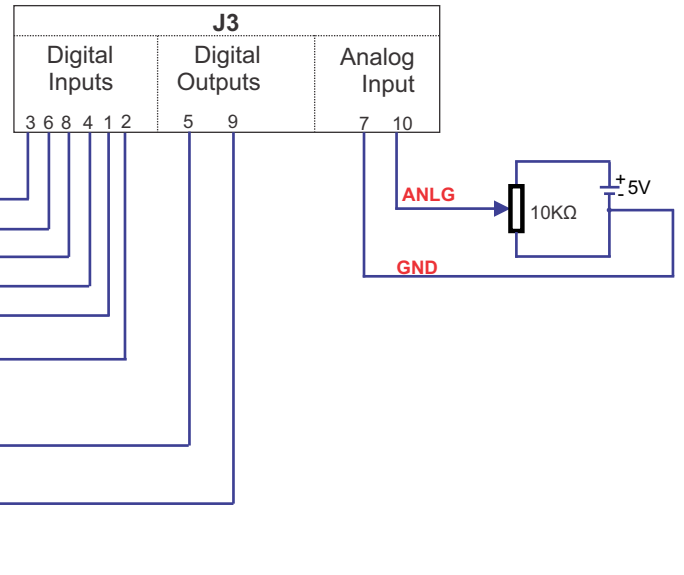 J3
Digital
Inputs
Digital
Outputs
Analog
Input
3 6 8 4 1 2
5 9
7 10
ANLG
10KΩ
+
-
5V
GND